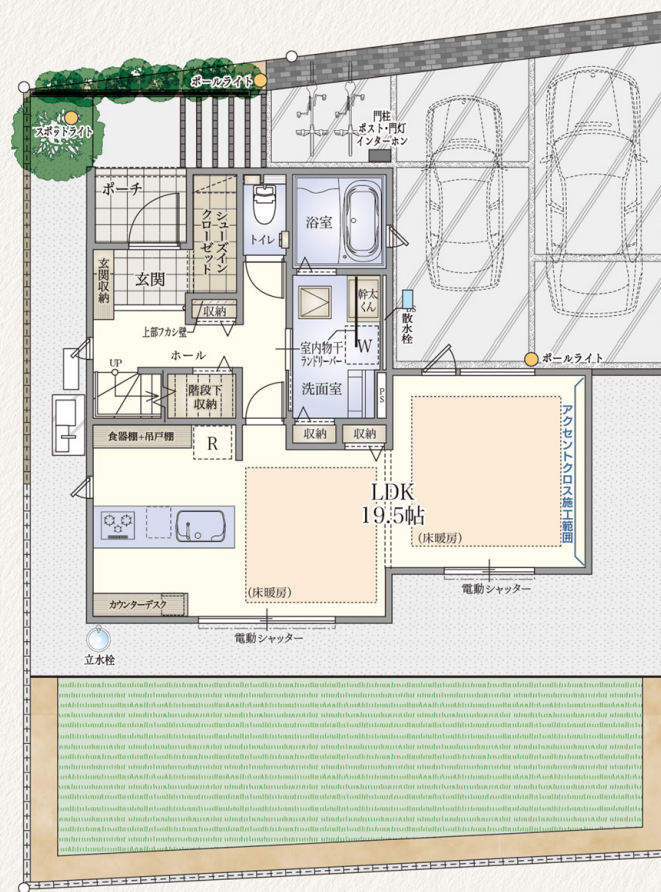 ポールライト
スポットライト
門柱
ポスト・門灯
インターホン
ポーチ
シューズイン
クローゼット
トイレ
浴室
玄関
玄関収納
収納
幹太
くん
散水栓
上部フカシ壁
ホール
室内物干
ランドリーバー
W
洗面室
PS
UP
階段下
収納
ポールライト
食器棚+吊戸棚
R
収納
収納
アクセントクロス施工範囲
LDK
19.5帖
(床暖房)
(床暖房)
カウンターデスク
電動シャッター
電動シャッター
立水栓